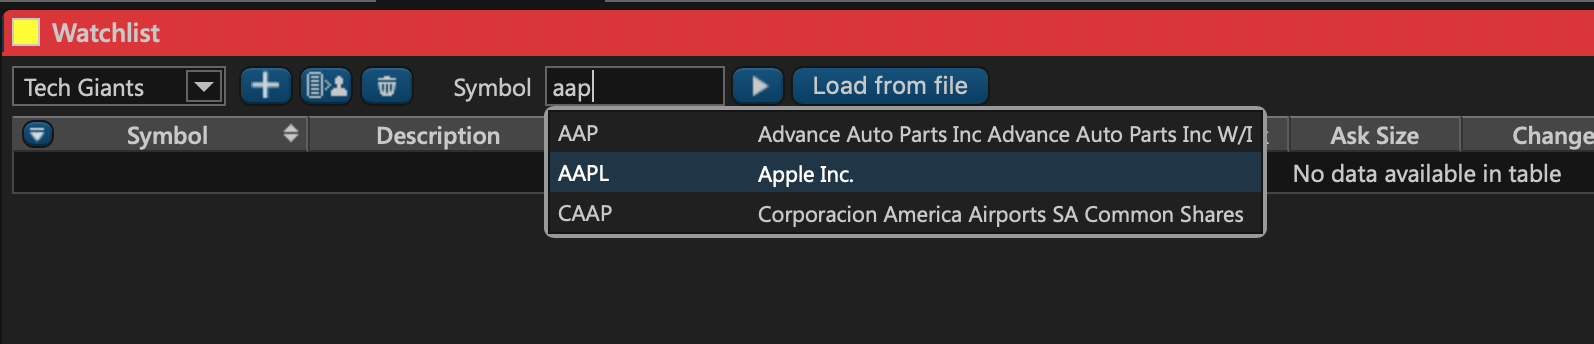 Watchlist
Tech Giants Symbol aap Load from file
Symbol Description Ask Size Change
AAP Advance Auto Parts Inc Advance Auto Parts Inc W/I
AAPL Apple Inc. No data available in table
CAAP Corporacion America Airports SA Common Shares